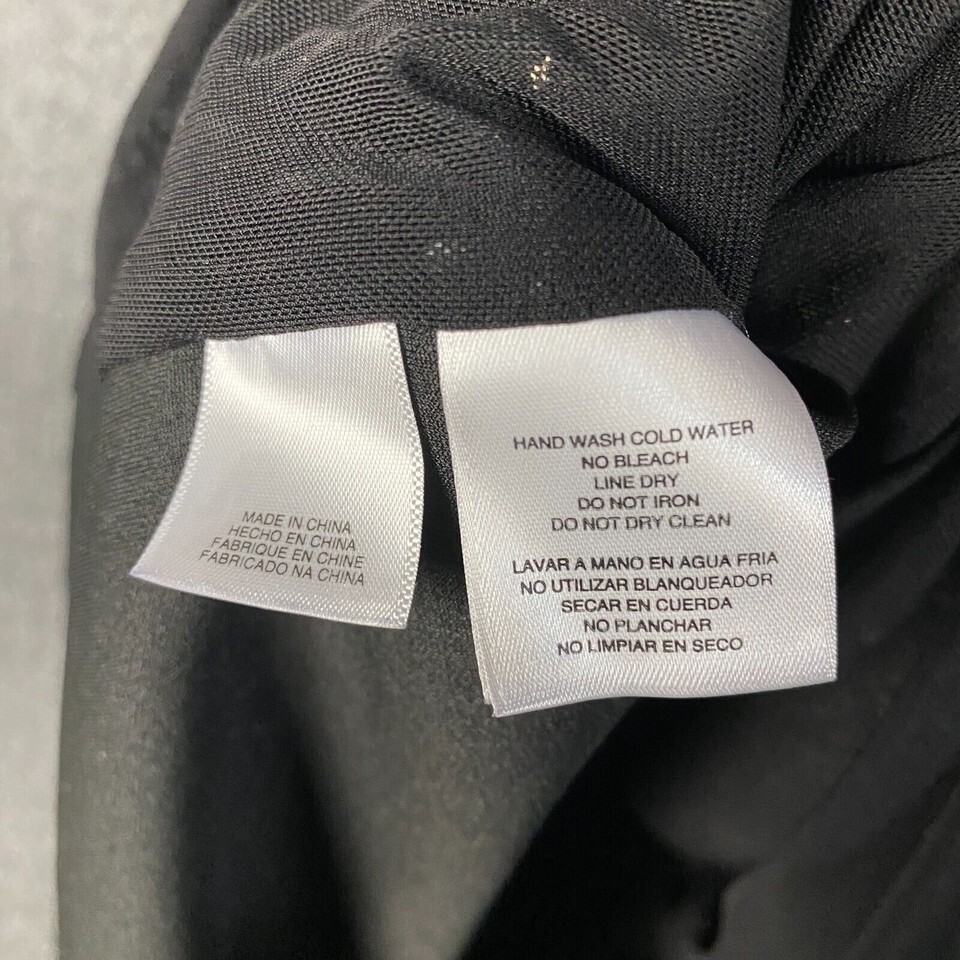 MADE IN CHINA
HECHO EN CHINA
FABRIQUE EN CHINE
FABRICADO NA CHINA
HAND WASH COLD WATER
NO BLEACH
LINE DRY
DO NOT IRON
DO NOT DRY CLEAN
LAVAR A MANO EN AGUA FRIA
NO UTILIZAR BLANQUEADOR
SECAR EN CUERDA
NO PLANCHAR
NO LIMPIAR EN SECO